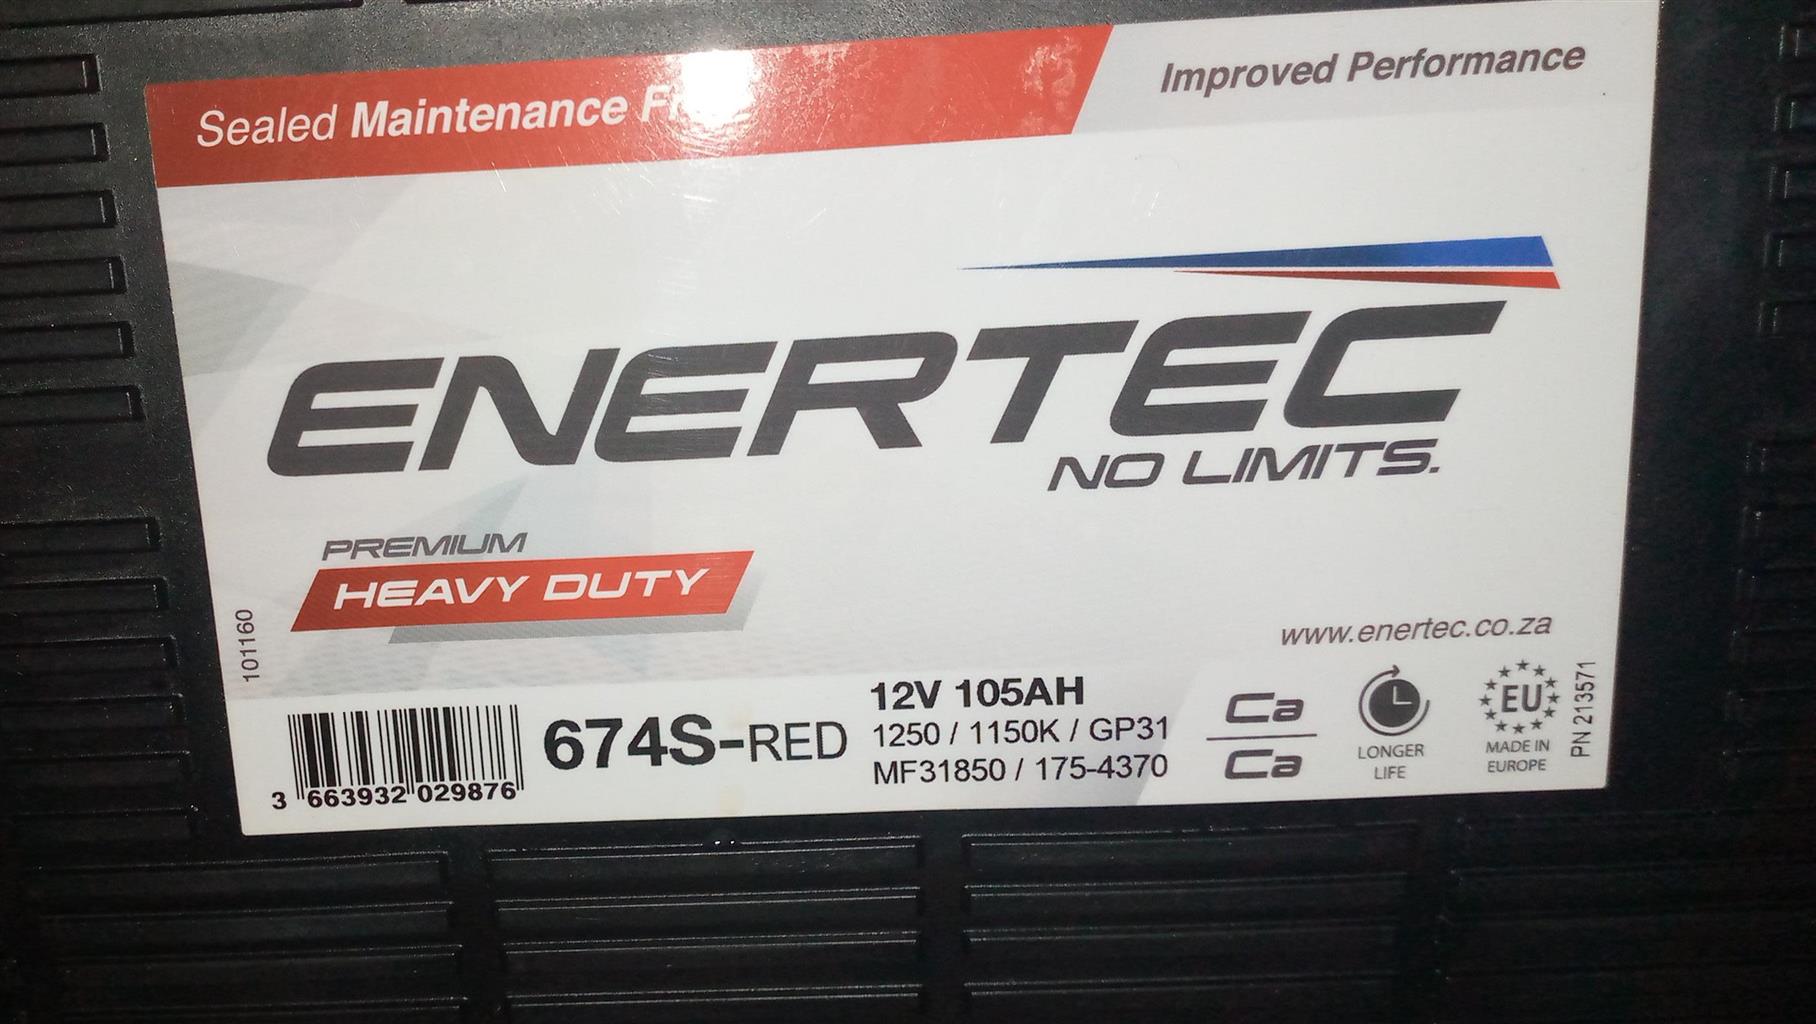 Sealed Maintenance
Improved Performance
ENERTEC
NO LIMITS.
PREMIUM
HEAVY DUTY
101160
www.enertec.co.za
3 663932 029876
674S-RED
12V 105AH
1250 / 1150K / GP31
MF31850 / 175-4370
Ca
Ca
LONGER
LIFE
EU
MADE IN
EUROPE
PN 213571